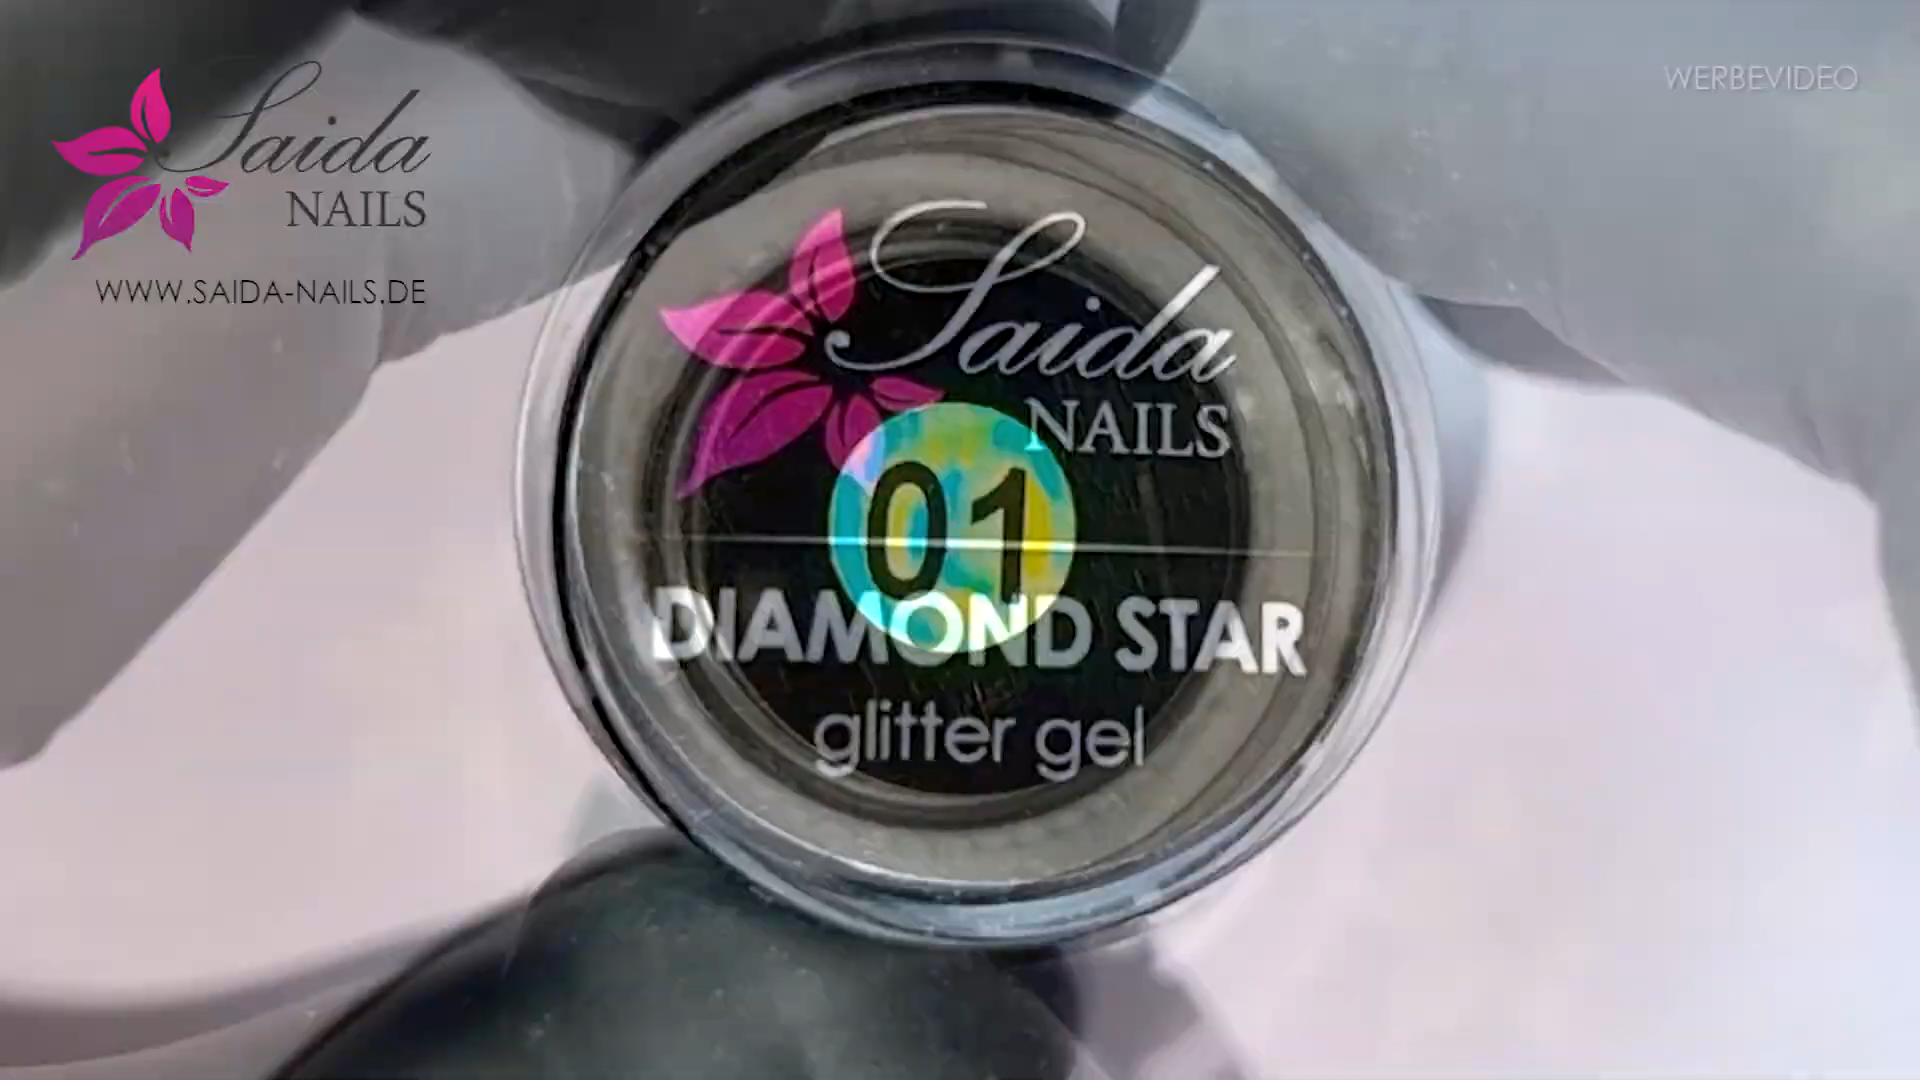 Saida
NAILS
WWW.SAIDA-NAILS.DE
WERBEVIDEO
Saida
NAILS
01
DIAMOND STAR
glitter gel